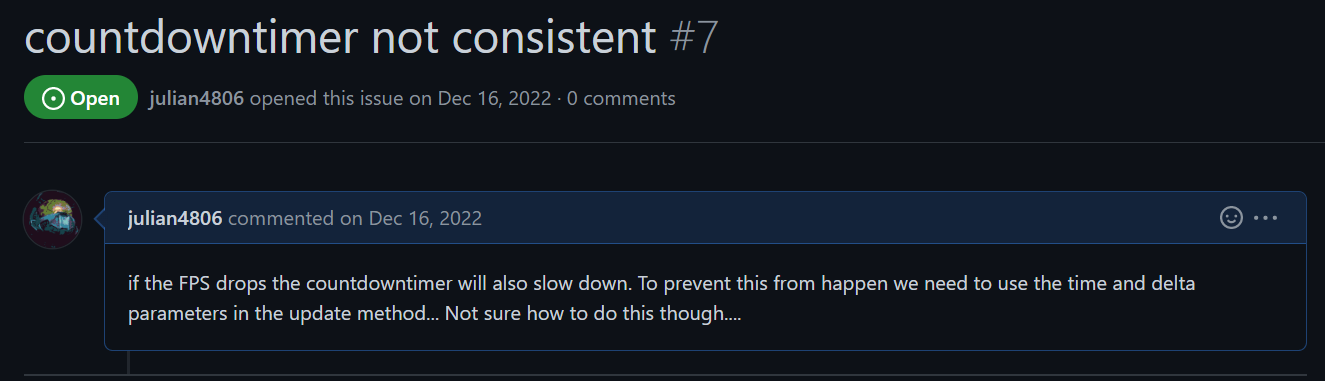 countdowntimer not consistent #7
Open julian4806 opened this issue on Dec 16, 2022 · 0 comments
julian4806 commented on Dec 16, 2022
if the FPS drops the countdowntimer will also slow down. To prevent this from happen we need to use the time and delta
parameters in the update method... Not sure how to do this though....